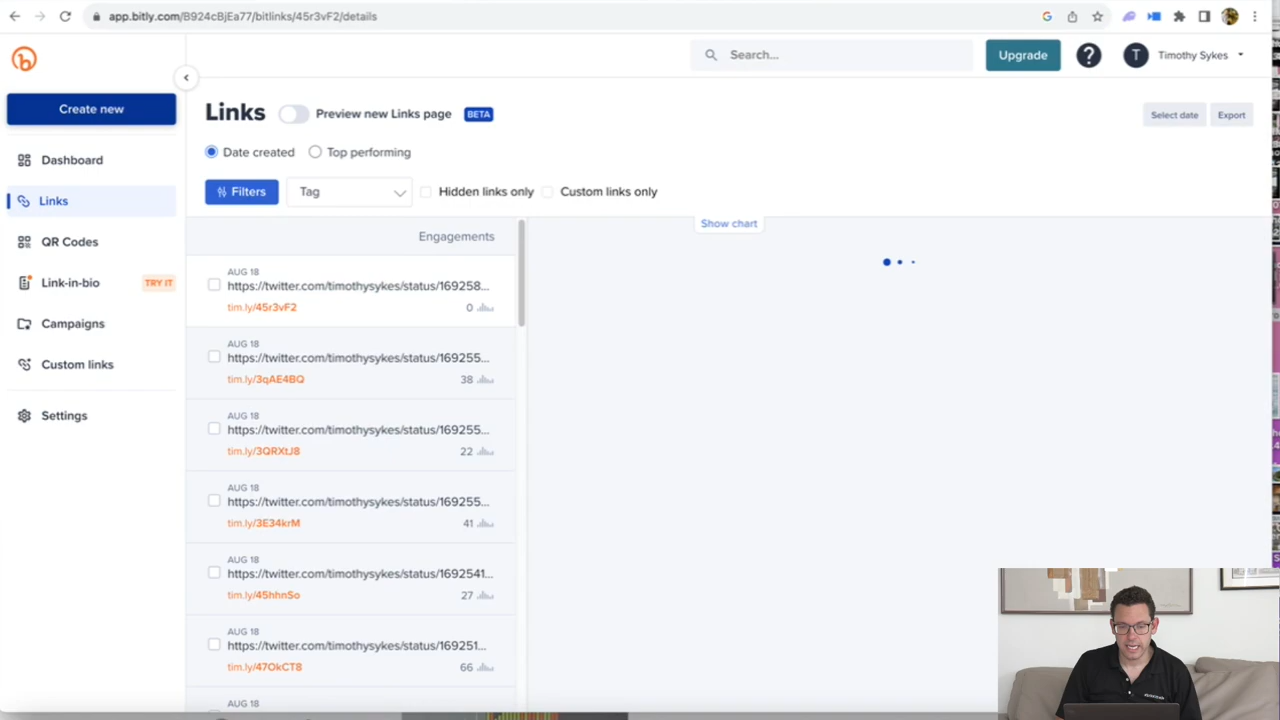 app.bitly.com/B924cBjEa77/bitlinks/45r3vF2/details
Search...
Upgrade
?
T
Timothy Sykes
Create new
Dashboard
Links
QR Codes
Link-in-bio
TRY IT
Campaigns
Custom links
Settings
Links
Preview new Links page
BETA
Select date
Export
Date created
Top performing
Filters
Tag
Hidden links only
Custom links only
Show chart
Engagements
AUG 18
https://twitter.com/timothysykes/status/169258...
tim.ly/45r3vF2
0
AUG 18
https://twitter.com/timothysykes/status/169255...
tim.ly/3qAE4BQ
38
AUG 18
https://twitter.com/timothysykes/status/169255...
tim.ly/3QRXtJ8
22
AUG 18
https://twitter.com/timothysykes/status/169255...
tim.ly/3E34krM
41
AUG 18
https://twitter.com/timothysykes/status/1692541...
tim.ly/45hhnSo
27
AUG 18
https://twitter.com/timothysykes/status/169251...
tim.ly/47OkCT8
66
AUG 18